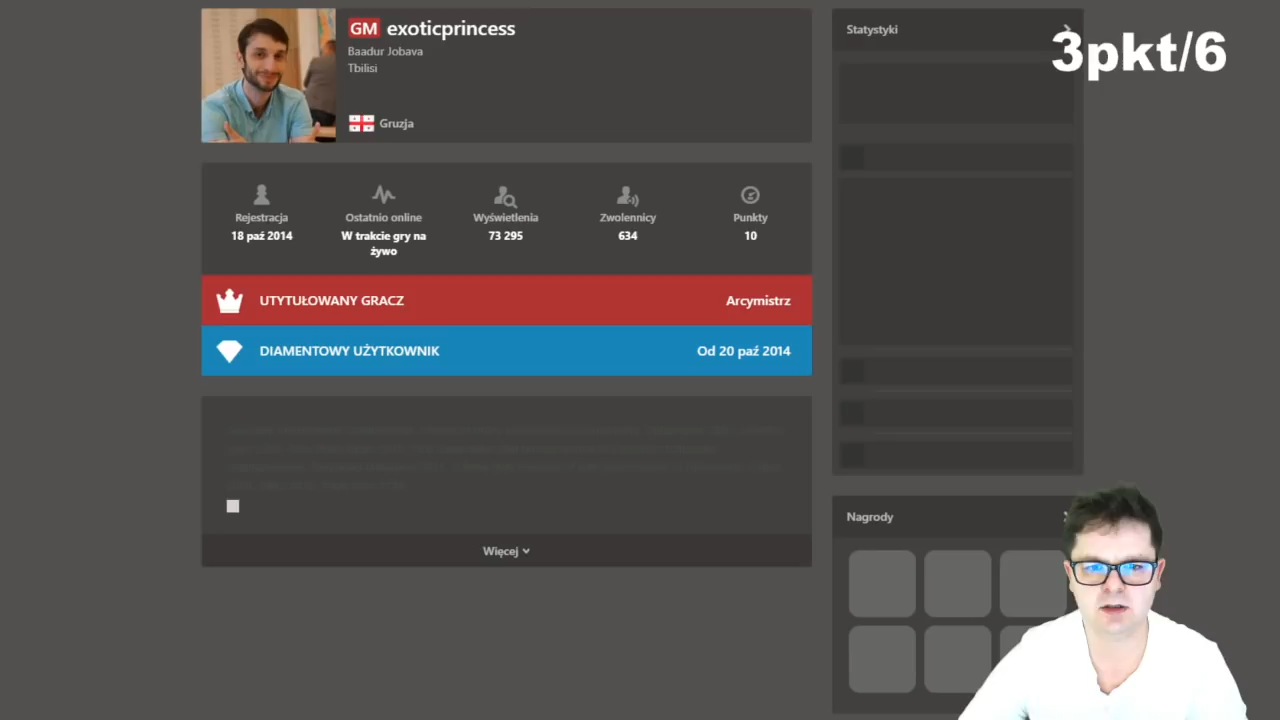 GM exoticprincess
Baadur Jobava
Tbilisi
Gruzja
Rejestracja
18 paź 2014
Ostatnio online
W trakcie gry na
żywo
Wyświetlenia
73 295
Zwolennicy
634
Punkty
10
UTYTUŁOWANY GRACZ Arcymistrz
DIAMENTOWY UŻYTKOWNIK Od 20 paź 2014
Więcej
Statystyki
3pkt/6
Nagrody